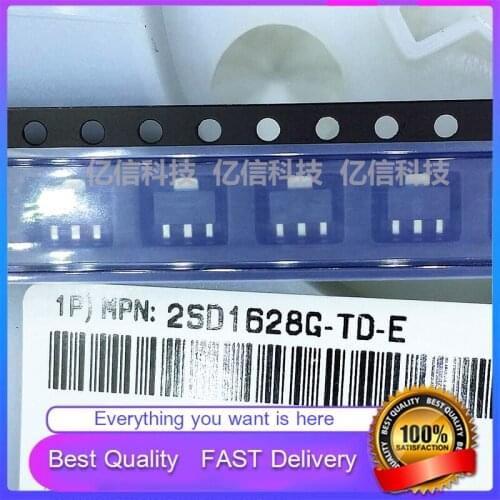 亿信科技 亿信科技 亿信科技
1P) MPN: 2SD1628G-TD-E
Everything you want is here
Best Quality FAST Delivery
BEST QUALITY
100%
SATISFACTION
BEST QUALITY